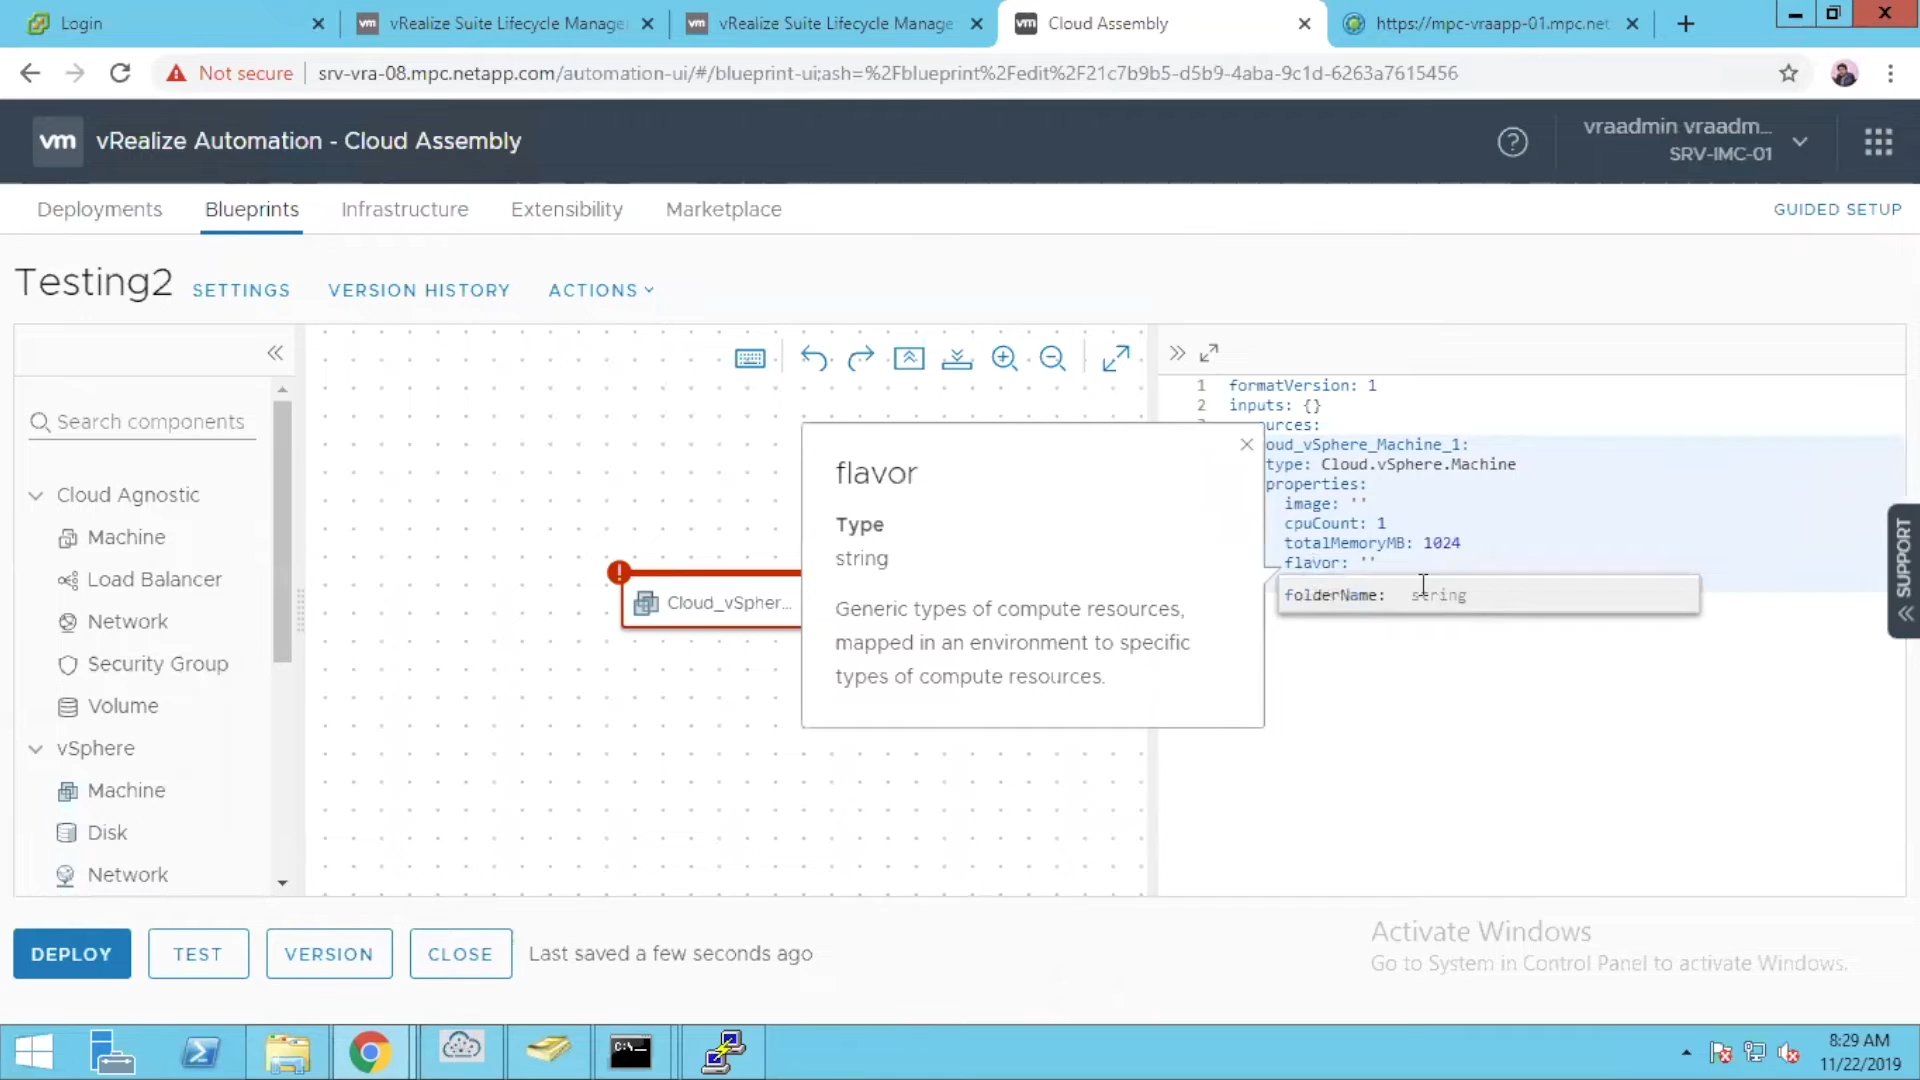 Login
vRealize Suite Lifecycle Manage
vRealize Suite Lifecycle Manage
Cloud Assembly
https://mpc-vraapp-01.mpc.net
Not secure
srv-vra-08.mpc.netapp.com/automation-ui/#/blueprint-ui;ash=%2Fblueprint%2Fedit%2F21c7b9b5-d5b9-4aba-9c1d-6263a7615456
vm vRealize Automation - Cloud Assembly
vraadmin vraadm...
SRV-IMC-01
Deployments Blueprints Infrastructure Extensibility Marketplace
GUIDED SETUP
Testing2 SETTINGS VERSION HISTORY ACTIONS
Search components
Cloud Agnostic
Machine
Load Balancer
Network
Security Group
Volume
vSphere
Machine
Disk
Network
Cloud_vSpher...
flavor
Type
string
Generic types of compute resources,
mapped in an environment to specific
types of compute resources.
1 formatVersion: 1
2 inputs: {}
urces:
oud_vSphere_Machine_1:
type: Cloud.vSphere.Machine
properties:
image: ''
cpuCount: 1
totalMemoryMB: 1024
flavor: ''
folderName: string
SUPPORT
DEPLOY TEST VERSION CLOSE Last saved a few seconds ago
Activate Windows
Go to System in Control Panel to activate Windows.
8:29 AM
11/22/2019